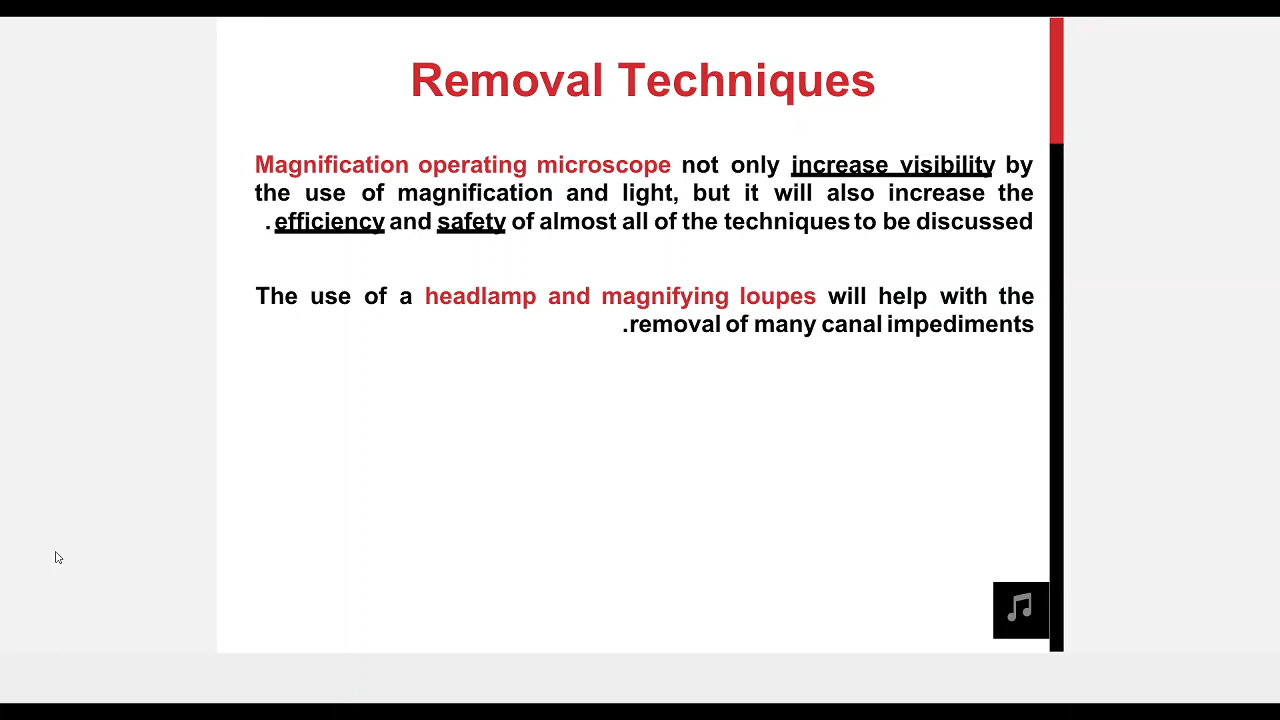 Removal Techniques
Magnification operating microscope not only increase visibility by
the use of magnification and light, but it will also increase the
.efficiency and safety of almost all of the techniques to be discussed
The use of a headlamp and magnifying loupes will help with the
.removal of many canal impediments